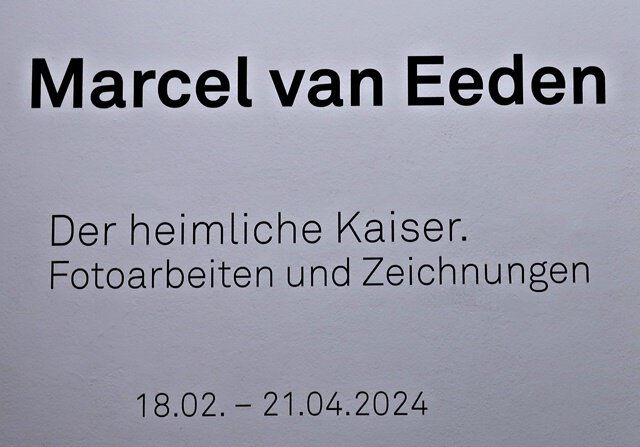 Marcel van Eeden
Der heimliche Kaiser.
Fotoarbeiten und Zeichnungen
18.02. – 21.04.2024